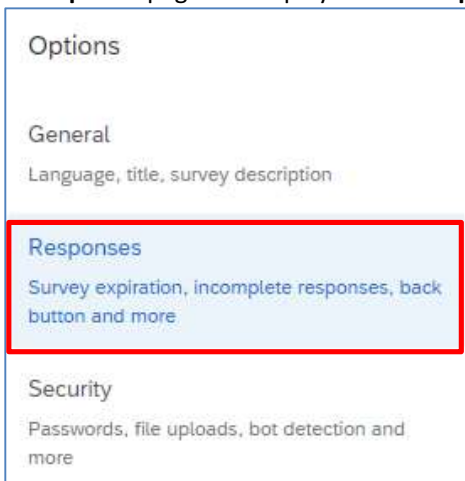 Options
General
Language, title, survey description
Responses
Survey expiration, incomplete responses, back
button and more
Security
Passwords, file uploads, bot detection and
more